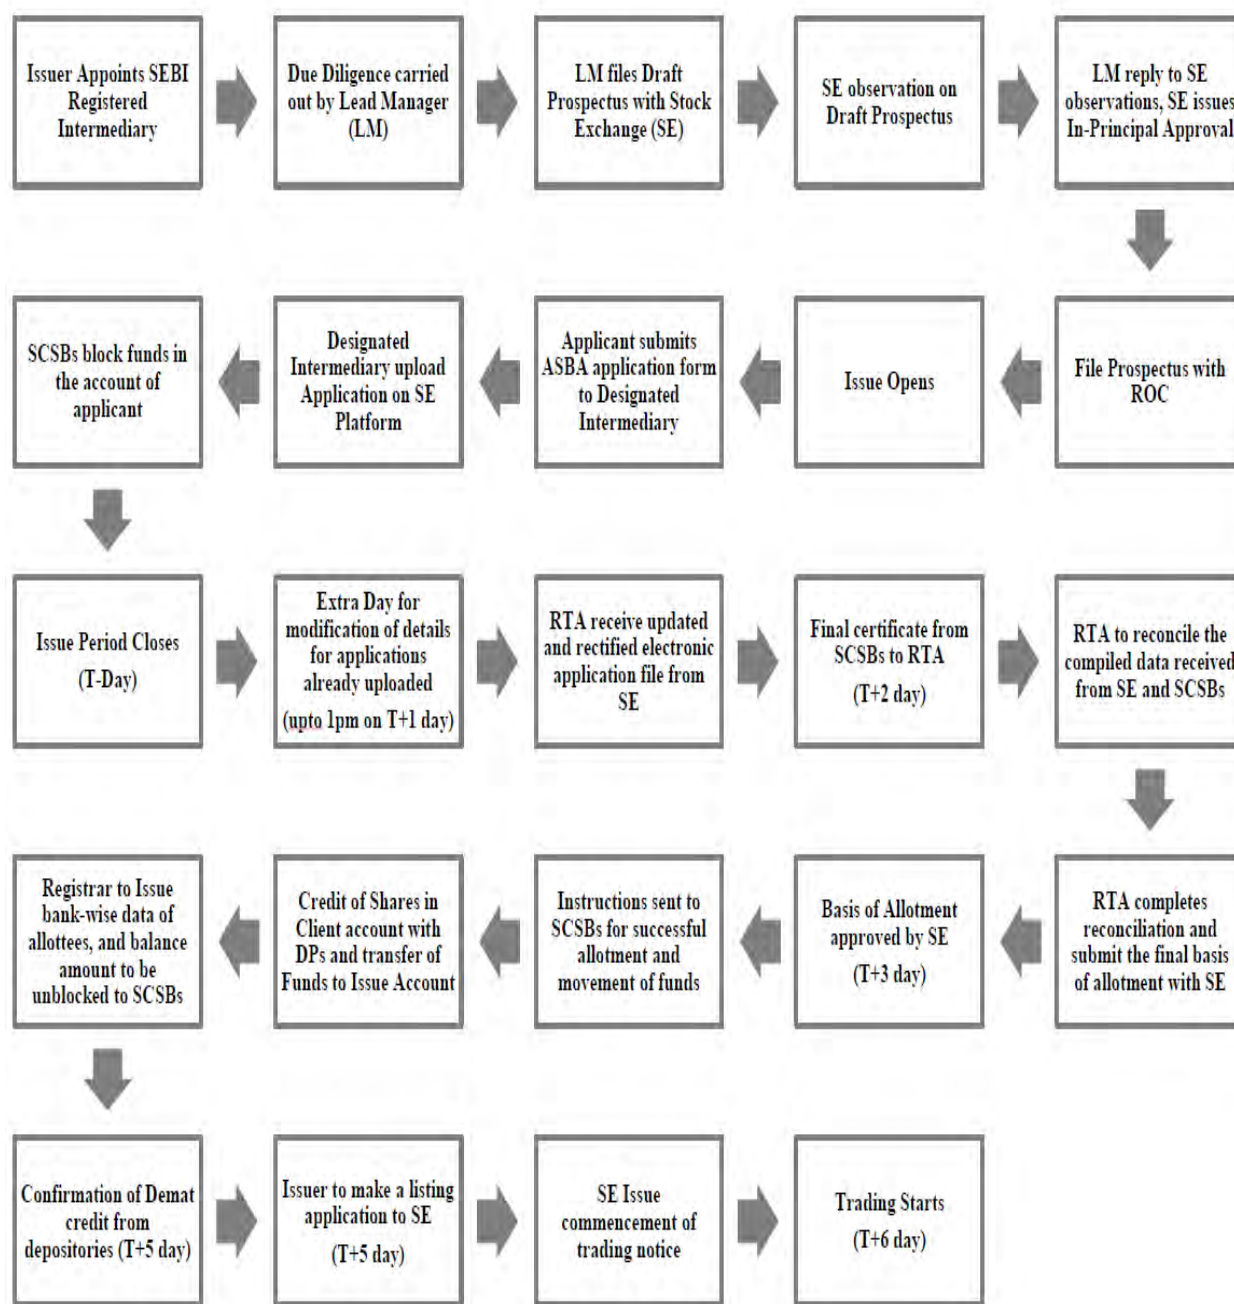 Issuer Appoints SEBI
Registered
Intermediary
Due Diligence carried
out by Lead Manager
(LM)
LM files Draft
Prospectus with Stock
Exchange (SE)
SE observation on
Draft Prospectus
LM reply to SE
observations, SE issues
In-Principal Approval
File Prospectus with
ROC
Issue Opens
Applicant submits
ASBA application form
to Designated
Intermediary
Designated
Intermediary upload
Application on SE
Platform
SCSBs block funds in
the account of
applicant
Issue Period Closes
(T-Day)
Extra Day for
modification of details
for applications
already uploaded
(upto 1pm on T+1 day)
RTA receive updated
and rectified electronic
application file from
SE
Final certificate from
SCSBs to RTA
(T+2 day)
RTA to reconcile the
compiled data received
from SE and SCSBs
RTA completes
reconciliation and
submit the final basis
of allotment with SE
Basis of Allotment
approved by SE
(T+3 day)
Instructions sent to
SCSBs for successful
allotment and
movement of funds
Credit of Shares in
Client account with
DPs and transfer of
Funds to Issue Account
Registrar to Issue
bank-wise data of
allottees, and balance
amount to be
unblocked to SCSBs
Confirmation of Demat
credit from
depositories (T+5 day)
Issuer to make a listing
application to SE
(T+5 day)
SE Issue
commencement of
trading notice
Trading Starts
(T+6 day)